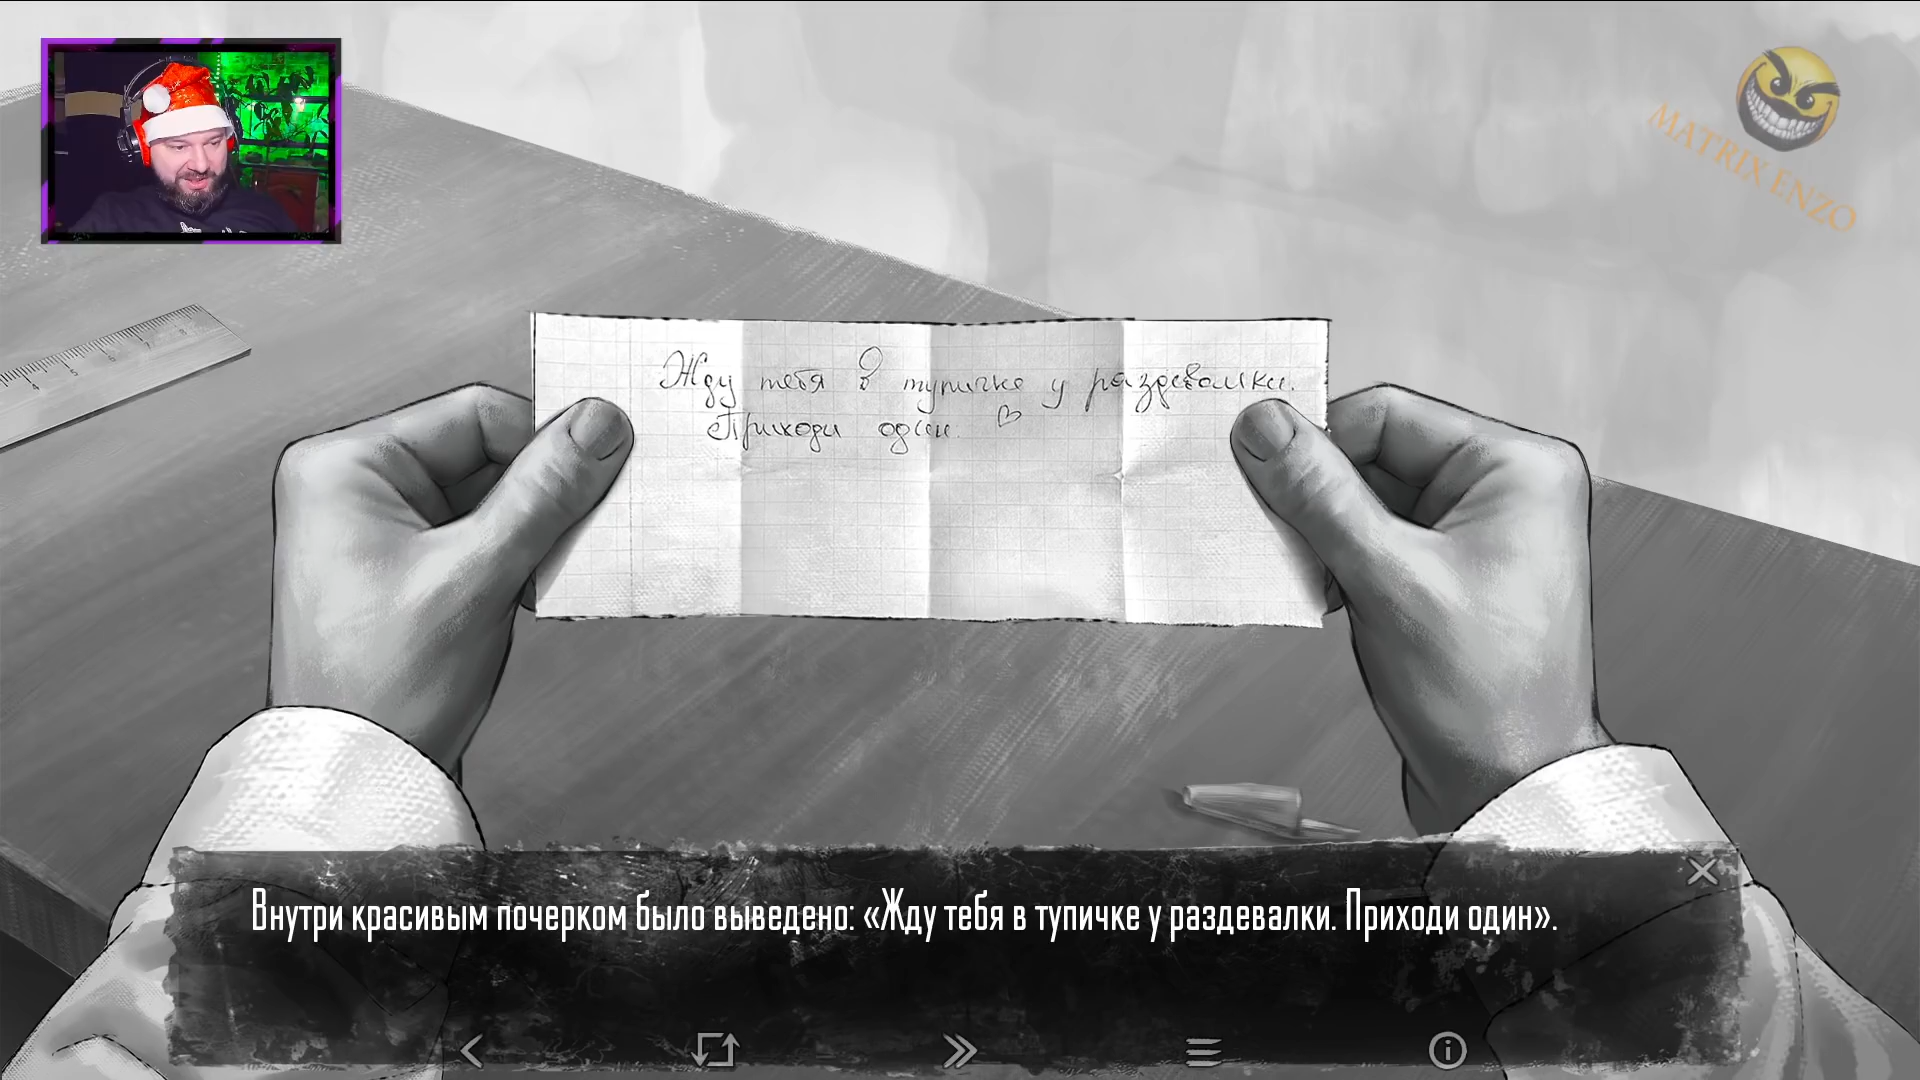 MATRIX ENZO
Жду тебя в тупичке у раздевалки.
Приходи один.
Внутри красивым почерком было выведено: «Жду тебя в тупичке у раздевалки. Приходи один».